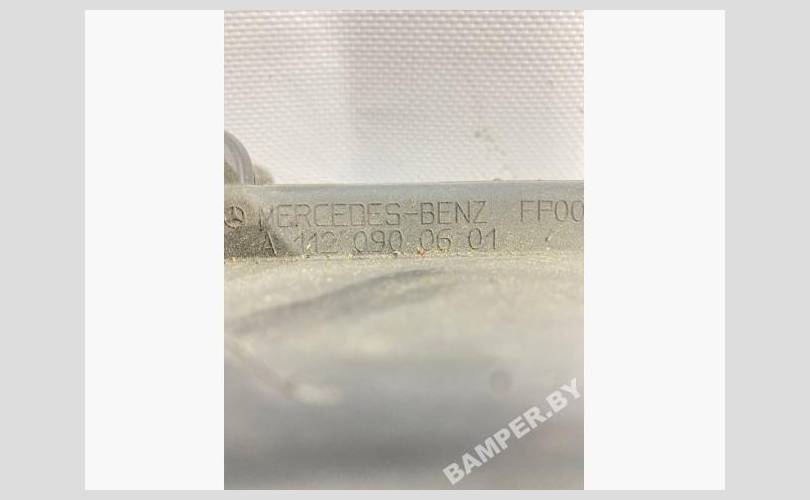 MERCEDES-BENZ FF00
A 112 090 06 01
BAMPER.BY